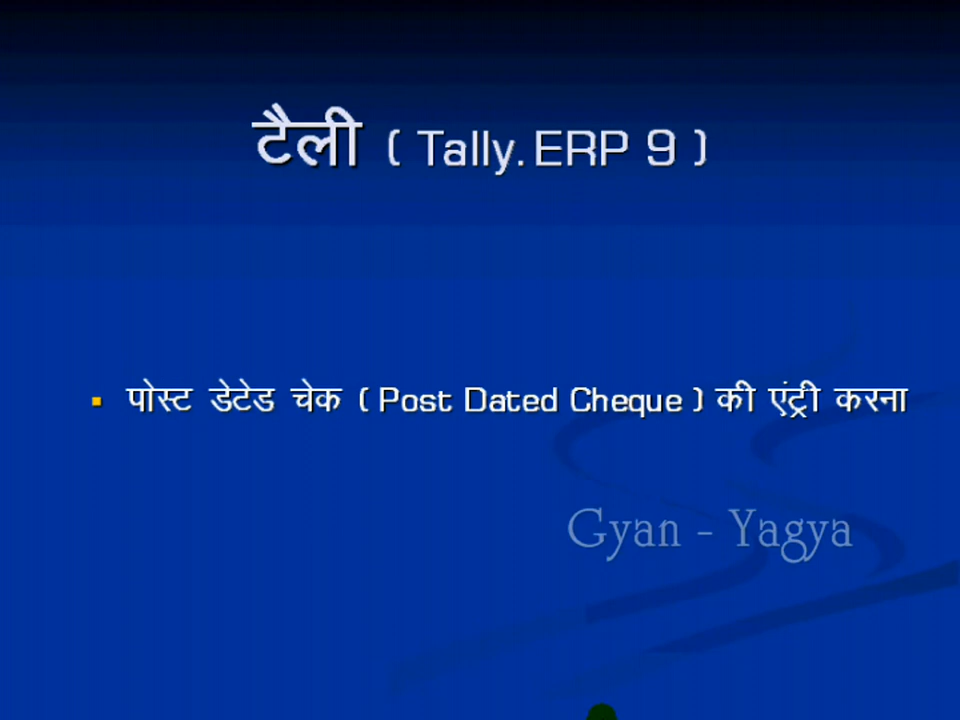 टैली ( Tally.ERP 9 )
▪ पोस्ट डेटेड चेक ( Post Dated Cheque ) की एंट्री करना
Gyan - Yagya